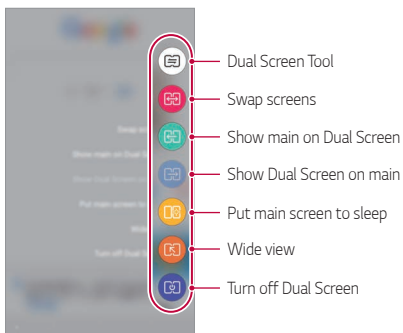 Google
Dual Screen Tool
Swap screens
Show main on Dual Screen
Show Dual Screen on main
Put main screen to sleep
Wide view
Turn off Dual Screen